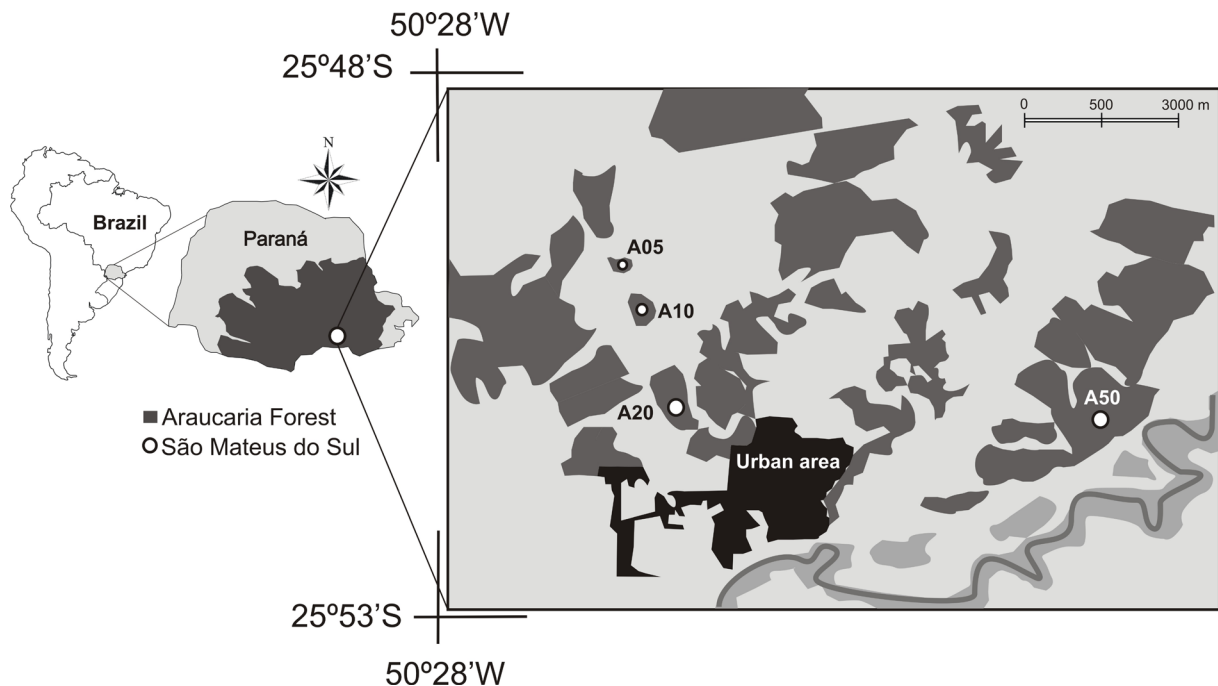 50º28’W
25º48’S
0 500 3000 m
N
Brazil
Paraná
A05
A10
A20
A50
Araucaria Forest
São Mateus do Sul
Urban area
25º53’S
50º28’W